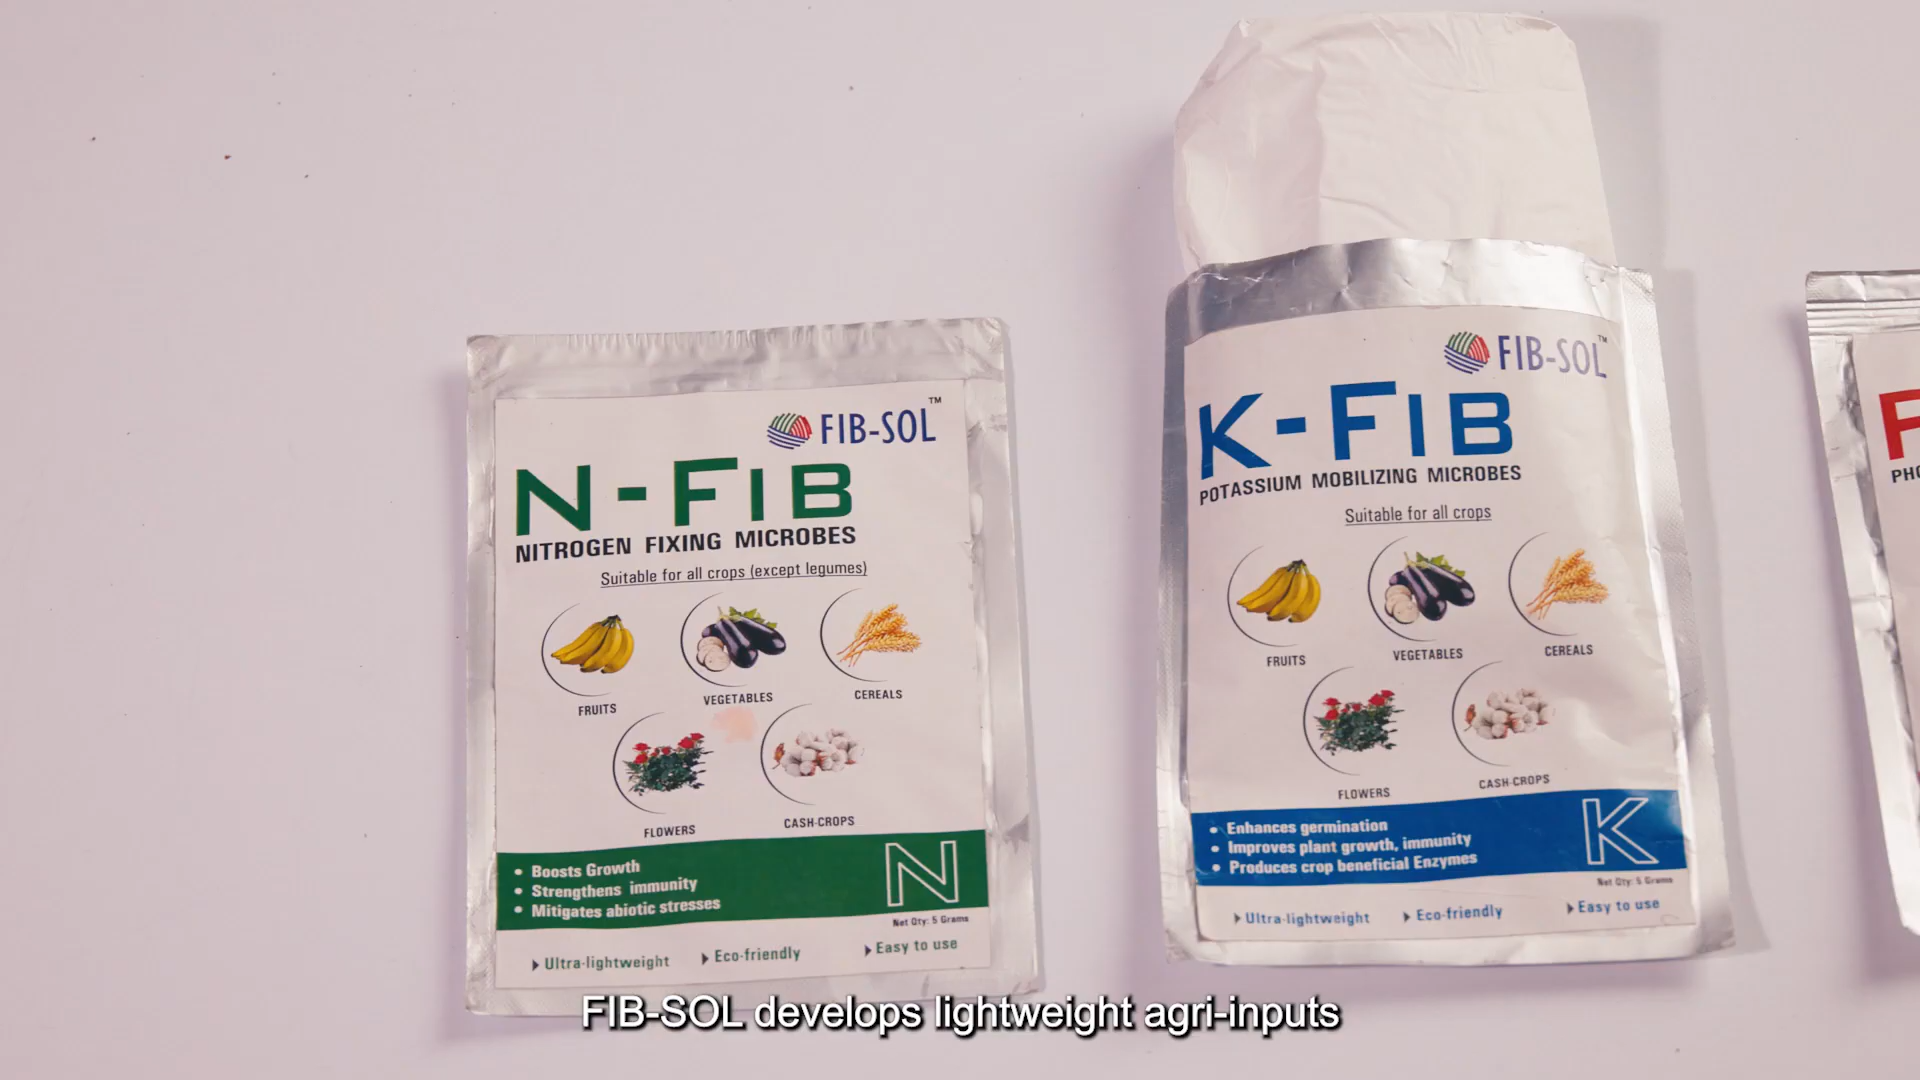 FIB-SOL™
N-FIB
NITROGEN FIXING MICROBES
Suitable for all crops (except legumes)
FRUITS
VEGETABLES
CEREALS
FLOWERS
CASH-CROPS
• Boosts Growth
• Strengthens immunity
• Mitigates abiotic stresses
N
Net Qty: 5 Grams
Ultra-lightweight
Eco-friendly
Easy to use
FIB-SOL™
K-FIB
POTASSIUM MOBILIZING MICROBES
Suitable for all crops
FRUITS
VEGETABLES
CEREALS
FLOWERS
CASH-CROPS
• Enhances germination
• Improves plant growth, immunity
• Produces crop beneficial Enzymes
K
Net Qty: 5 Grams
Ultra-lightweight
Eco-friendly
Easy to use
FIB-SOL develops lightweight agri-inputs